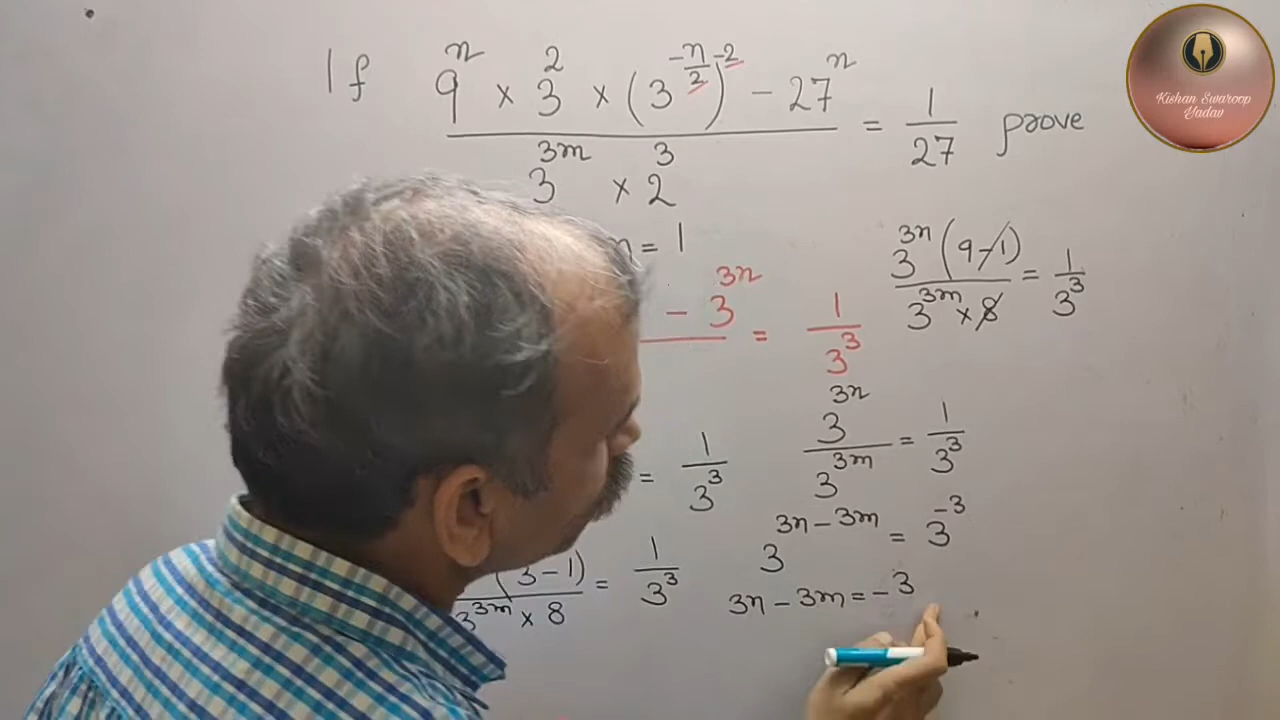 If 9^n × 3^2 × (3^{-n/2})^{-2} - 27^n / 3^{3m} × 2^3 = 1/27 prove
n = 1
- 3^{3n} = 1/3^3
= 1/3^3
(3 - 1) / 3^{3m} × 8 = 1/3^3
3^{3n} (9 - 1) / 3^{3m} × 8 = 1/3^3
3^{3n} / 3^{3m} = 1/3^3
3^{3n - 3m} = 3^{-3}
3n - 3m = -3
Kishan Swaroop
Yadav